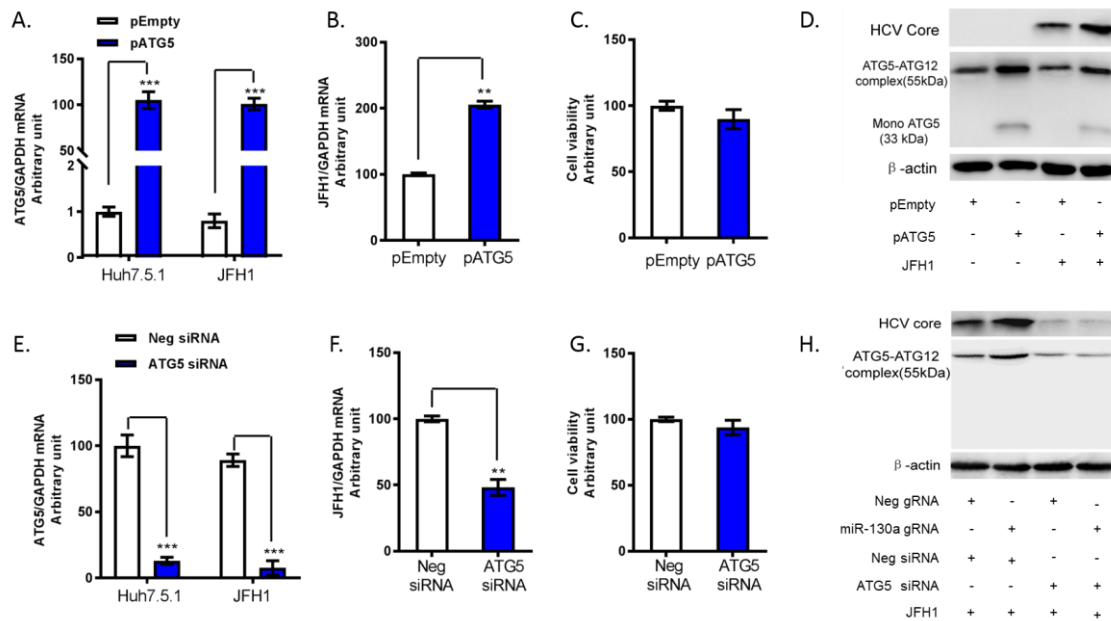 A.
pEmpty
pATG5
ATG5/GAPDH mRNA
Arbitrary unit
150
100
50
2
1
0
***
***
Huh7.5.1
JFH1
B.
JFH1/GAPDH mRNA
Arbitrary unit
300
200
100
0
**
pEmpty
pATG5
C.
Cell viability
Arbitrary unit
150
100
50
0
pEmpty
pATG5
D.
HCV Core
ATG5-ATG12
complex(55kDa)
Mono ATG5
(33 kDa)
β-actin
pEmpty + - + -
pATG5 - + - +
JFH1 - - + +
E.
Neg siRNA
ATG5 siRNA
ATG5/GAPDH mRNA
Arbitrary unit
150
100
50
0
***
***
Huh7.5.1
JFH1
F.
JFH1/GAPDH mRNA
Arbitrary unit
150
100
50
0
**
Neg
siRNA
ATG5
siRNA
G.
Cell viability
Arbitrary unit
150
100
50
0
Neg
siRNA
ATG5
siRNA
H.
HCV core
ATG5-ATG12
complex(55kDa)
β-actin
Neg gRNA + - + -
miR-130a gRNA - + - +
Neg siRNA + + - -
ATG5 siRNA - - + +
JFH1 + + + +